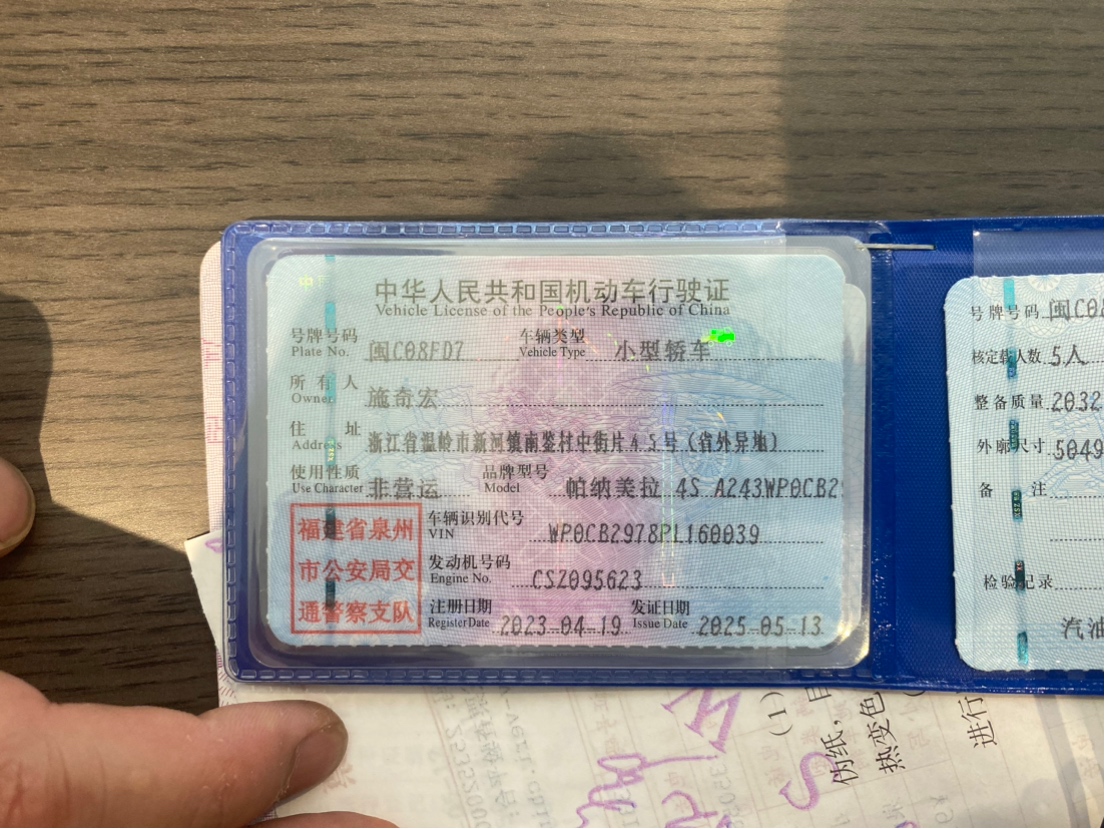 中华人民共和国机动车行驶证
Vehicle License of the People's Republic of China
号牌号码 闽C08FD7 车辆类型 小型轿车
Plate No. Vehicle Type
所有人 施奇宏
Owner
住址 浙江省温岭市新河镇南鉴村中街片45号(省外异地)
Address
使用性质 非营运 品牌型号 帕纳美拉 4S A243WP0CB2
Use Character Model
福建省泉州
市公安局交
通警察支队
车辆识别代号 WP0CB2978PL160039
VIN
发动机号码 CSZ095623
Engine No.
注册日期 2023-04-19 发证日期 2025-05-13
Register Date Issue Date
号牌号码 闽C08
核定载人数 5人
整备质量 2032
外廓尺寸 5049
备注
检验记录
汽油
(1)
伪纸,
热变色
进行